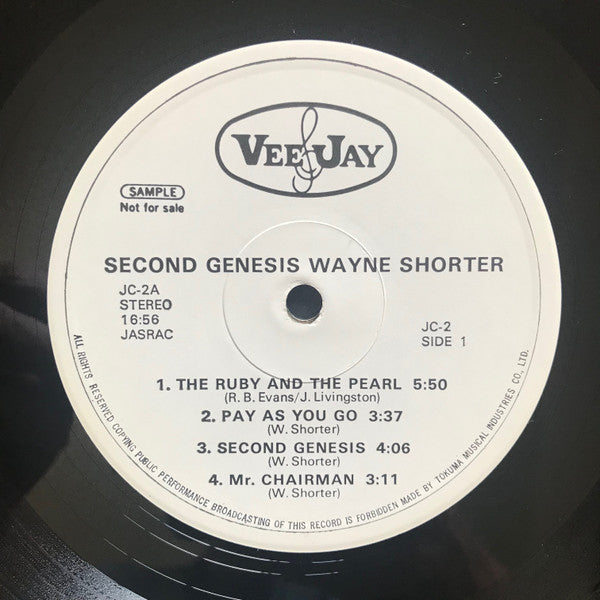 VEE JAY
SAMPLE
Not for sale
SECOND GENESIS WAYNE SHORTER
JC-2A
STEREO
16:56
JASRAC
JC-2
SIDE 1
1. THE RUBY AND THE PEARL 5:50
(R. B. Evans/J. Livingston)
2. PAY AS YOU GO 3:37
(W. Shorter)
3. SECOND GENESIS 4:06
(W. Shorter)
4. Mr. CHAIRMAN 3:11
(W. Shorter)
ALL RIGHTS RESERVED COPYING PUBLIC PERFORMANCE BROADCASTING OF THIS RECORD IS FORBIDDEN MADE BY TOKUMA MUSICAL INDUSTRIES CO., LTD.